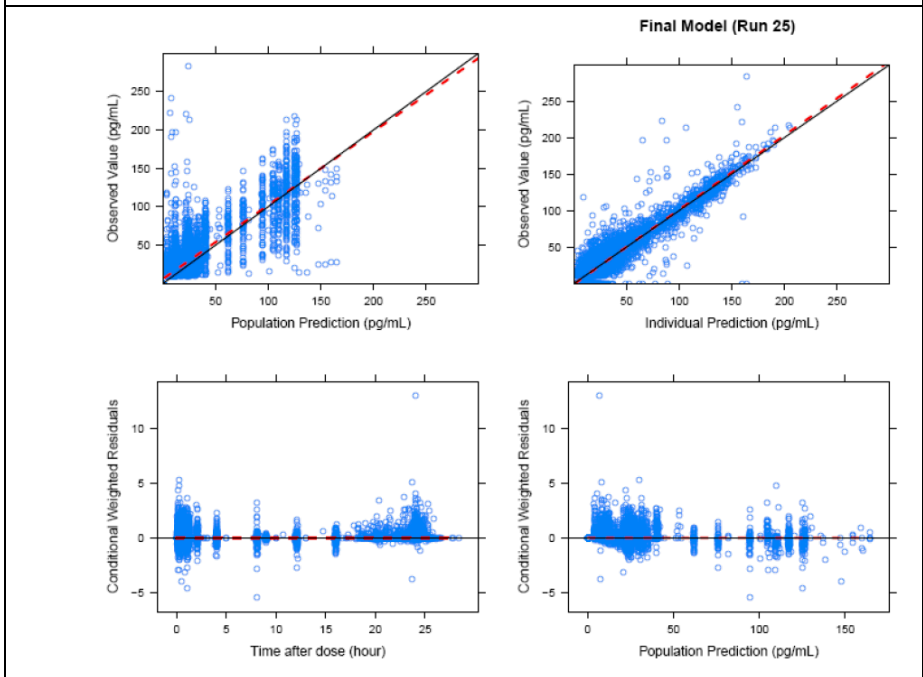 Final Model (Run 25)
Observed Value (pg/mL)
250
200
150
100
50
50 100 150 200 250
Population Prediction (pg/mL)
Observed Value (pg/mL)
250
200
150
100
50
50 100 150 200 250
Individual Prediction (pg/mL)
Conditional Weighted Residuals
10
5
0
−5
0 5 10 15 20 25
Time after dose (hour)
Conditional Weighted Residuals
10
5
0
−5
0 50 100 150
Population Prediction (pg/mL)